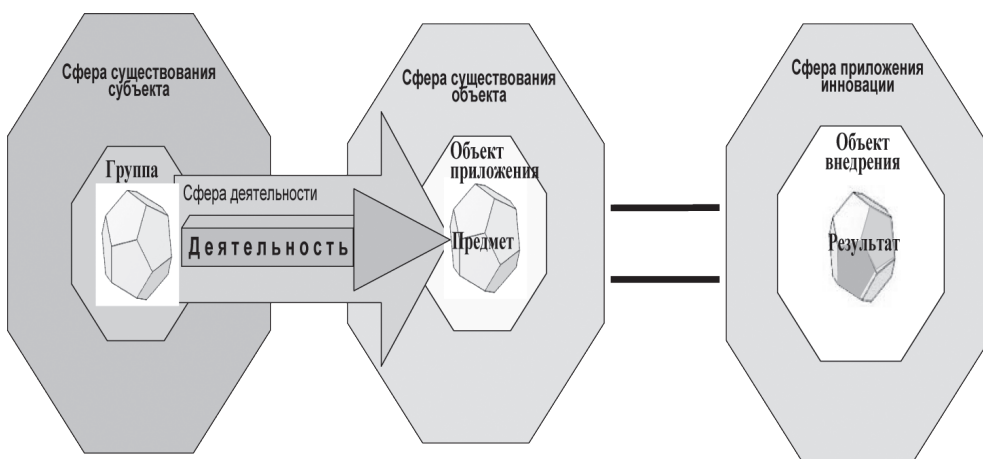 Сфера существования
субъекта
Группа
Сфера деятельности
Деятельность
Сфера существования
объекта
Объект
приложения
Предмет
Сфера приложения
инновации
Объект
внедрения
Результат